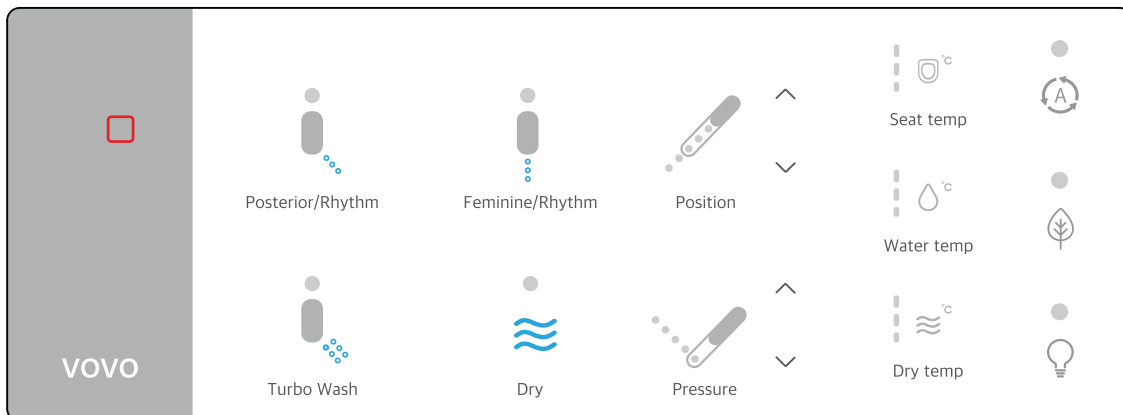 VOVO
Posterior/Rhythm
Feminine/Rhythm
Position
Turbo Wash
Dry
Pressure
°C
Seat temp
°C
Water temp
°C
Dry temp
A